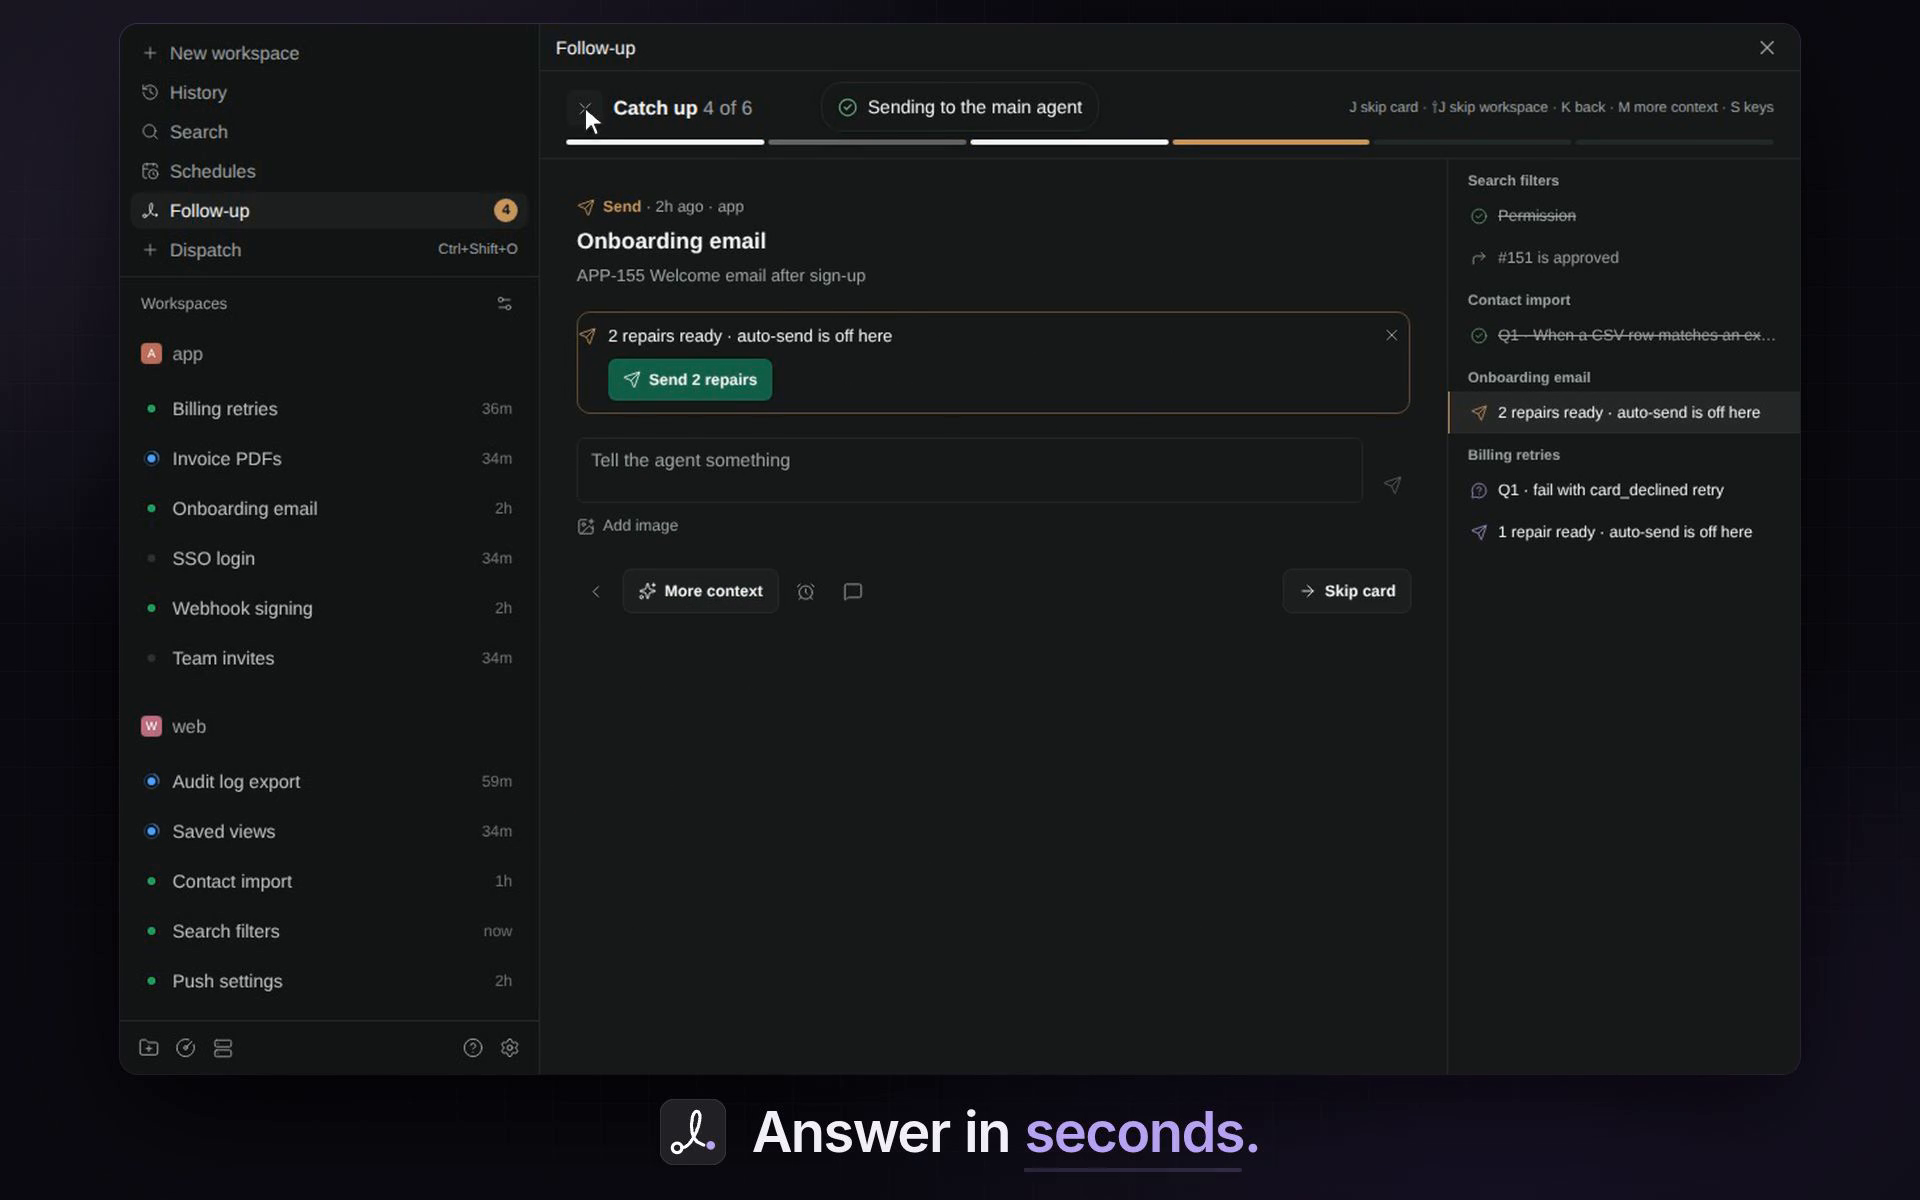 New workspace
History
Search
Schedules
Follow-up 4
Dispatch Ctrl+Shift+O
Workspaces
A app
Billing retries 36m
Invoice PDFs 34m
Onboarding email 2h
SSO login 34m
Webhook signing 2h
Team invites 34m
W web
Audit log export 59m
Saved views 34m
Contact import 1h
Search filters now
Push settings 2h
Follow-up
Catch up 4 of 6
Sending to the main agent
J skip card · ⇧J skip workspace · K back · M more context · S keys
Send · 2h ago · app
Onboarding email
APP-155 Welcome email after sign-up
2 repairs ready · auto-send is off here
Send 2 repairs
Tell the agent something
Add image
More context
Skip card
Search filters
Permission
#151 is approved
Contact import
Q1 · When a CSV row matches an ex…
Onboarding email
2 repairs ready · auto-send is off here
Billing retries
Q1 · fail with card_declined retry
1 repair ready · auto-send is off here
Answer in seconds.